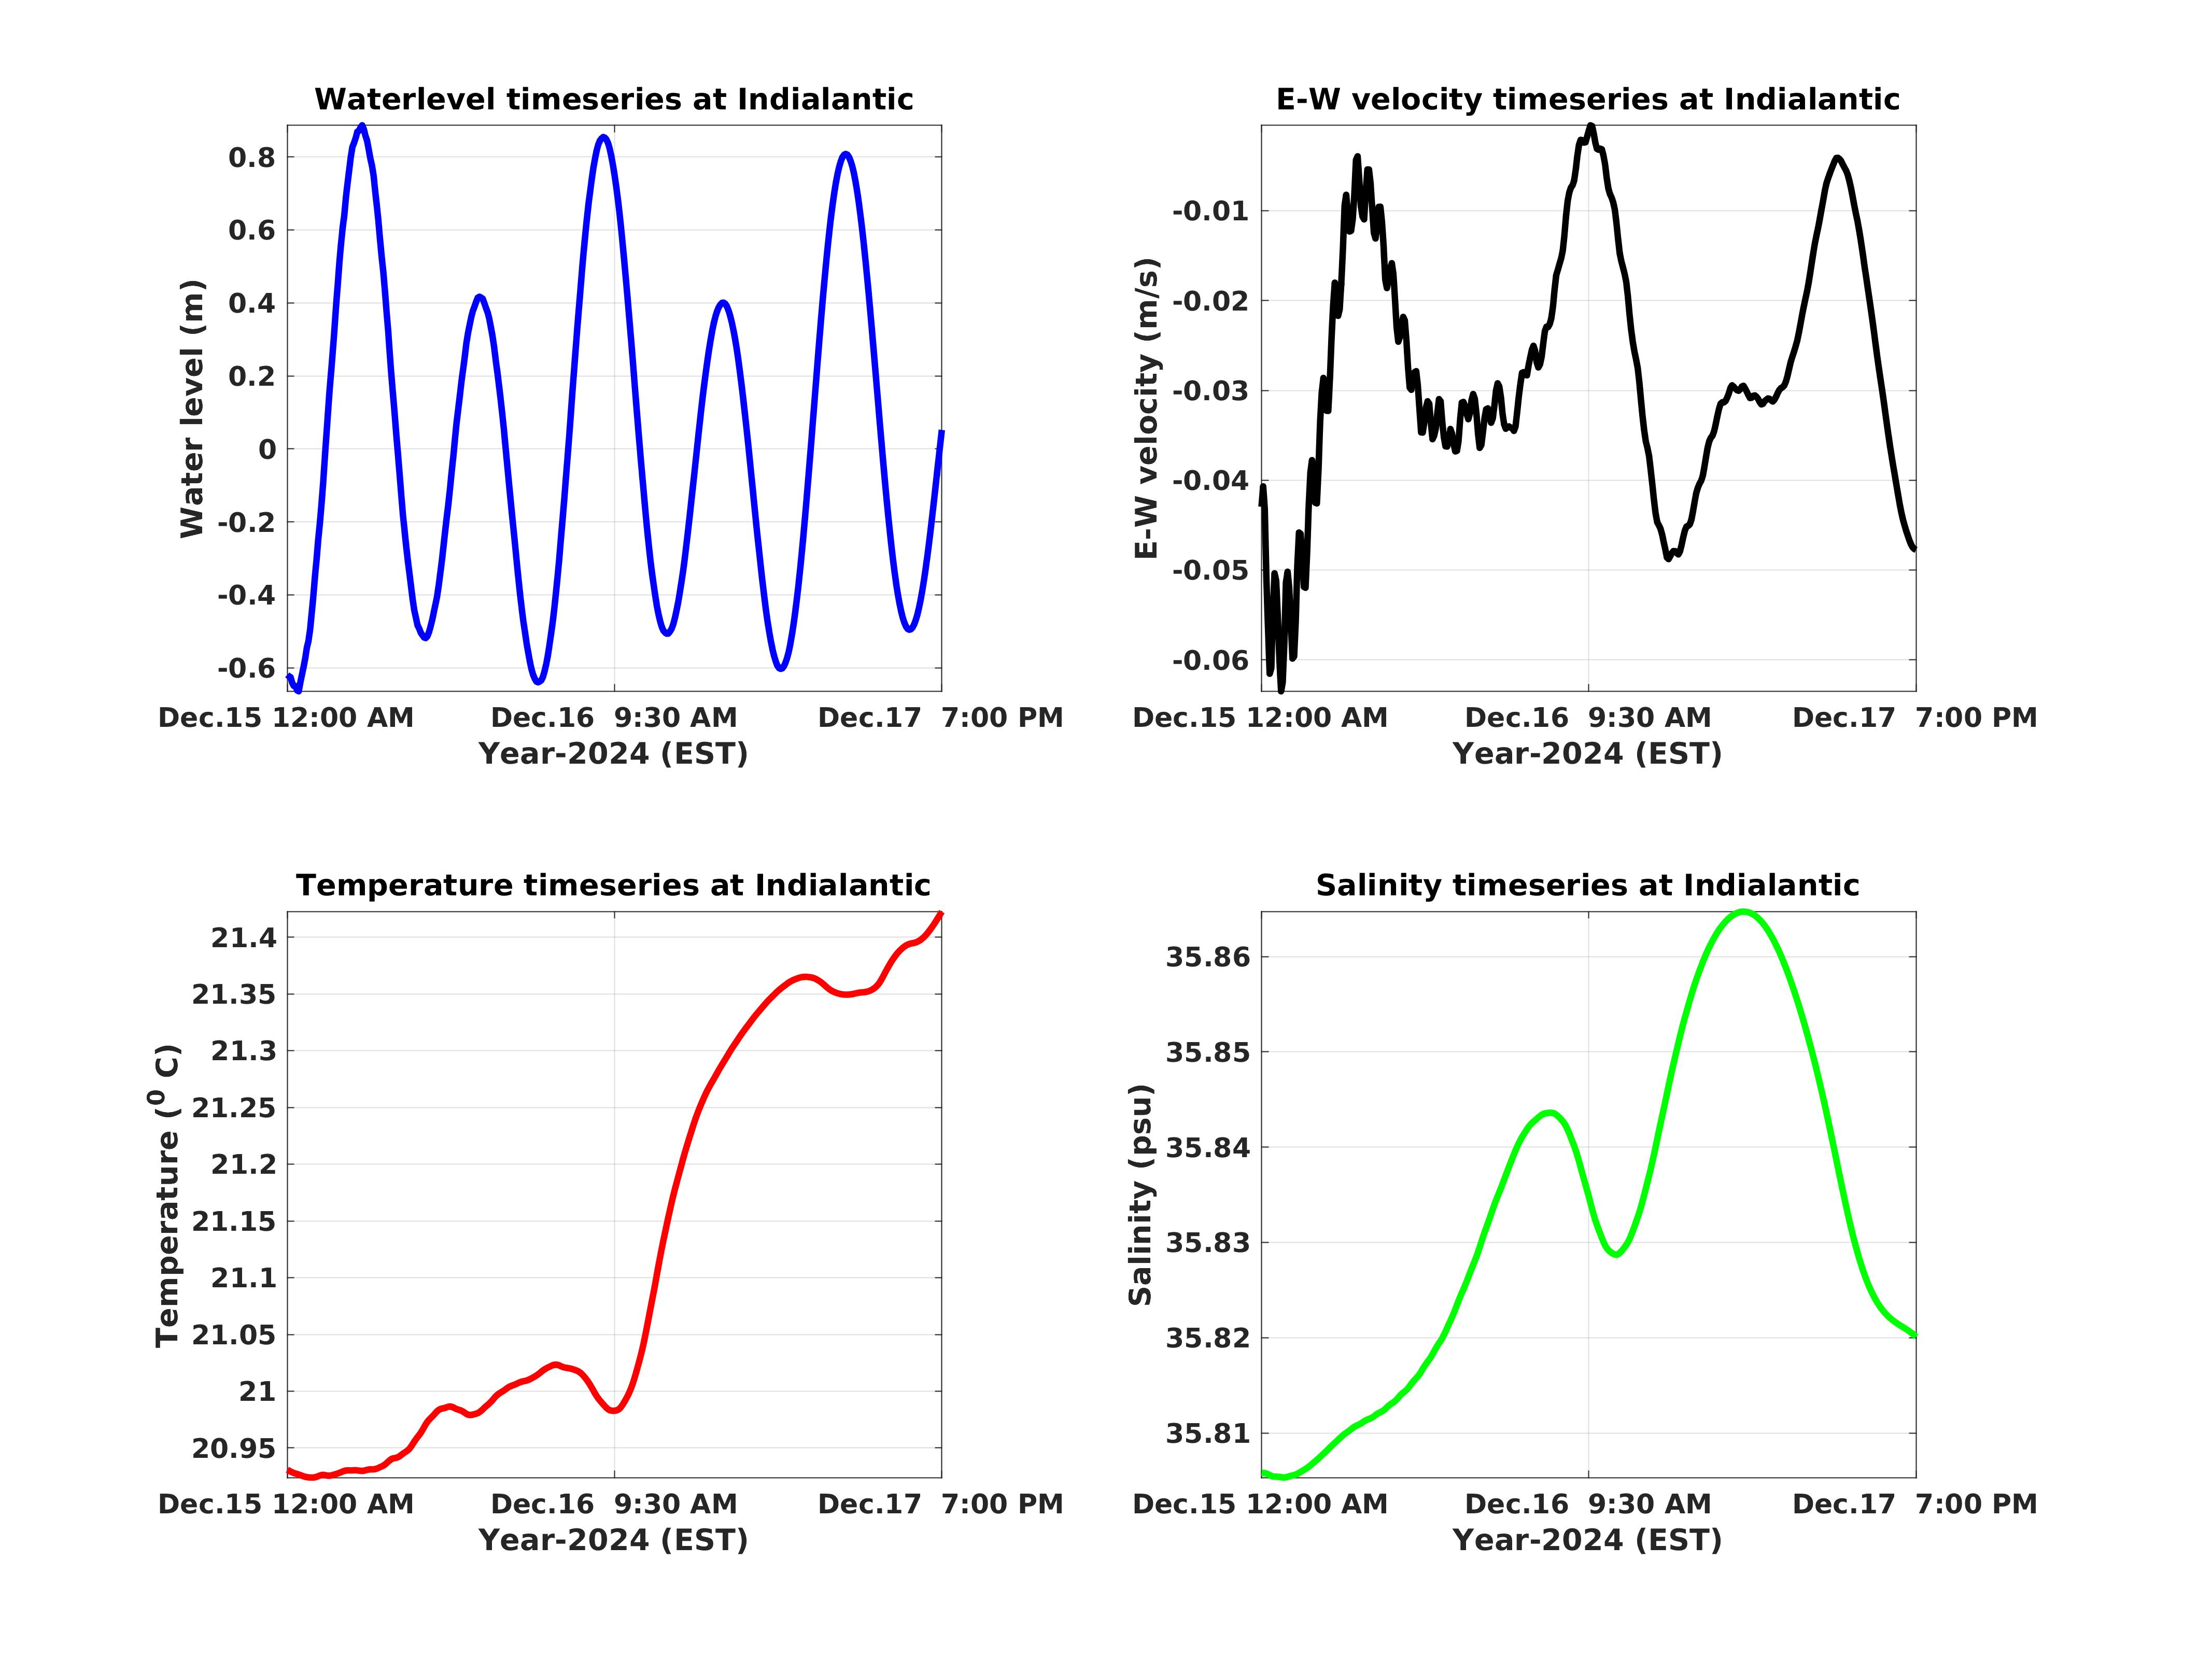 Waterlevel timeseries at Indialantic
0.8
0.6
0.4
0.2
0
-0.2
-0.4
-0.6
Water level (m)
Dec.15 12:00 AM
Dec.16  9:30 AM
Dec.17  7:00 PM
Year-2024 (EST)
E-W velocity timeseries at Indialantic
-0.01
-0.02
-0.03
-0.04
-0.05
-0.06
E-W velocity (m/s)
Dec.15 12:00 AM
Dec.16  9:30 AM
Dec.17  7:00 PM
Year-2024 (EST)
Temperature timeseries at Indialantic
21.4
21.35
21.3
21.25
21.2
21.15
21.1
21.05
21
20.95
Temperature (⁰ C)
Dec.15 12:00 AM
Dec.16  9:30 AM
Dec.17  7:00 PM
Year-2024 (EST)
Salinity timeseries at Indialantic
35.86
35.85
35.84
35.83
35.82
35.81
Salinity (psu)
Dec.15 12:00 AM
Dec.16  9:30 AM
Dec.17  7:00 PM
Year-2024 (EST)